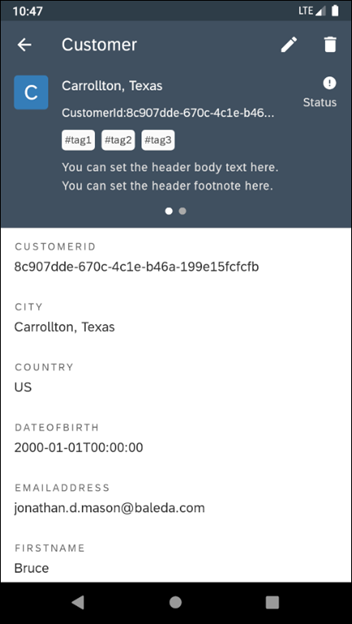 10:47 LTE
Customer
C
Carrollton, Texas
CustomerId:8c907dde-670c-4c1e-b46...
Status
#tag1 #tag2 #tag3
You can set the header body text here.
You can set the header footnote here.
CUSTOMERID
8c907dde-670c-4c1e-b46a-199e15fcfcfb
CITY
Carrollton, Texas
COUNTRY
US
DATEOFBIRTH
2000-01-01T00:00:00
EMAILADDRESS
jonathan.d.mason@baleda.com
FIRSTNAME
Bruce